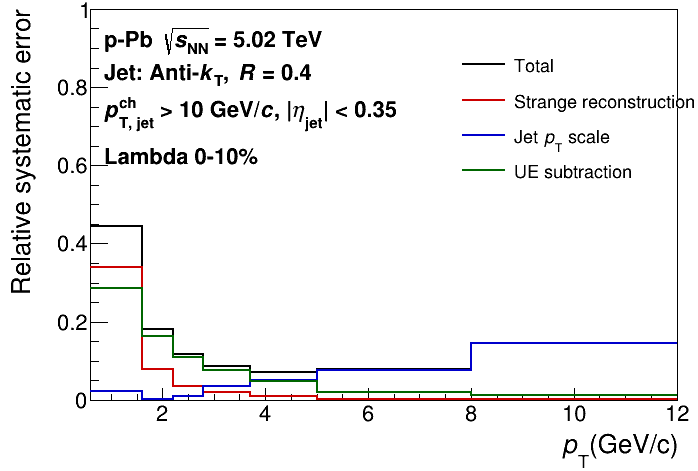 Relative systematic error
1
0.8
0.6
0.4
0.2
0
p-Pb √sNN = 5.02 TeV
Jet: Anti-kT, R = 0.4
p^ch_T, jet > 10 GeV/c, |ηjet| < 0.35
Lambda 0-10%
Total
Strange reconstruction
Jet pT scale
UE subtraction
2 4 6 8 10 12
pT(GeV/c)